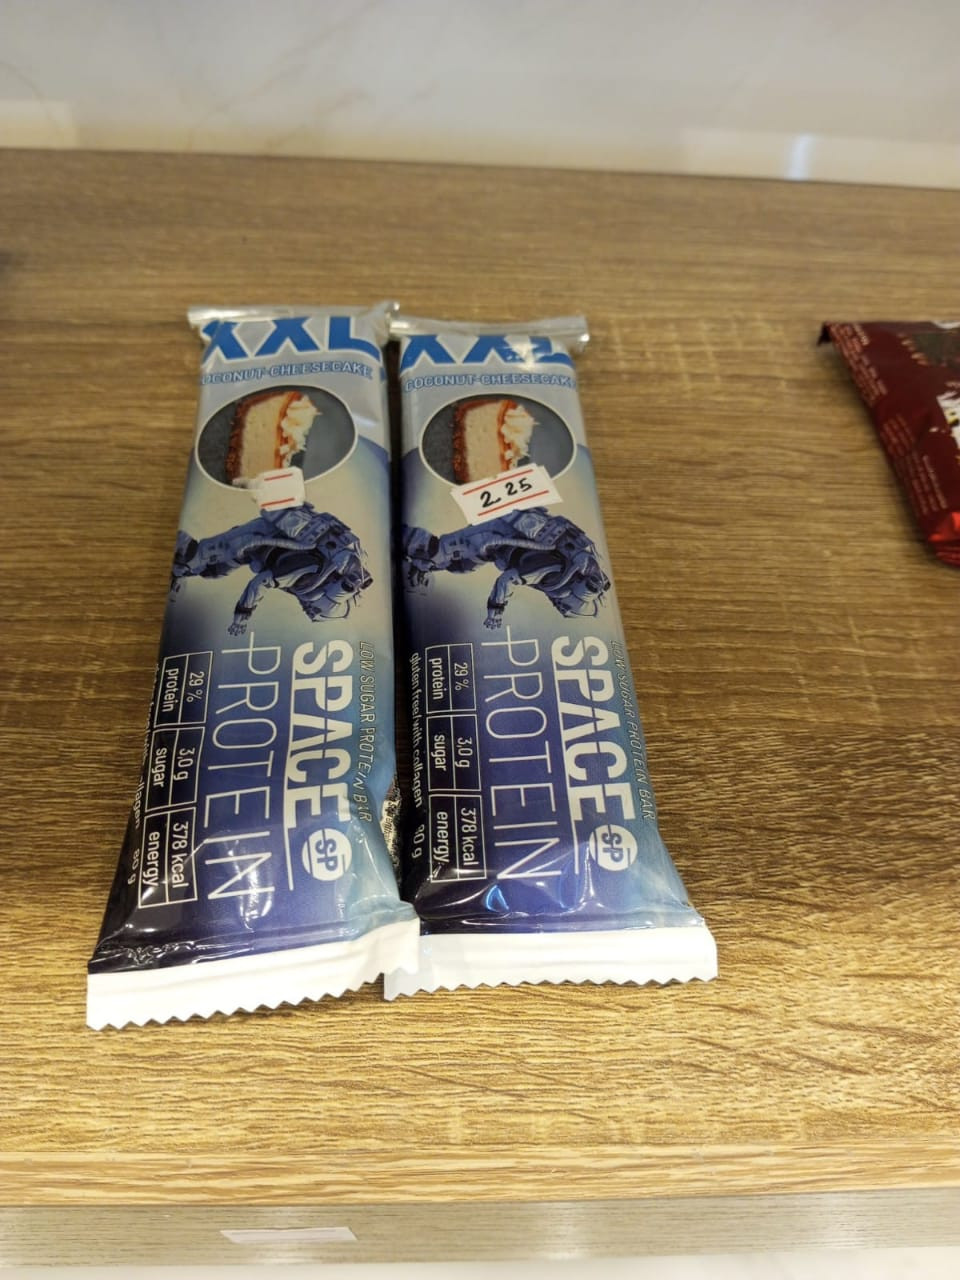 XXL
COCONUT-CHEESECAKE
LOW SUGAR PROTEIN BAR
SPACE
SP
PROTEIN
29%
protein
3,0 g
sugar
378 kcal
energy
collagen
XXL
COCONUT-CHEESECAKE
2.25
LOW SUGAR PROTEIN BAR
SPACE
SP
PROTEIN
29%
protein
3,0 g
sugar
378 kcal
energy
gluten free/with collagen
90 g